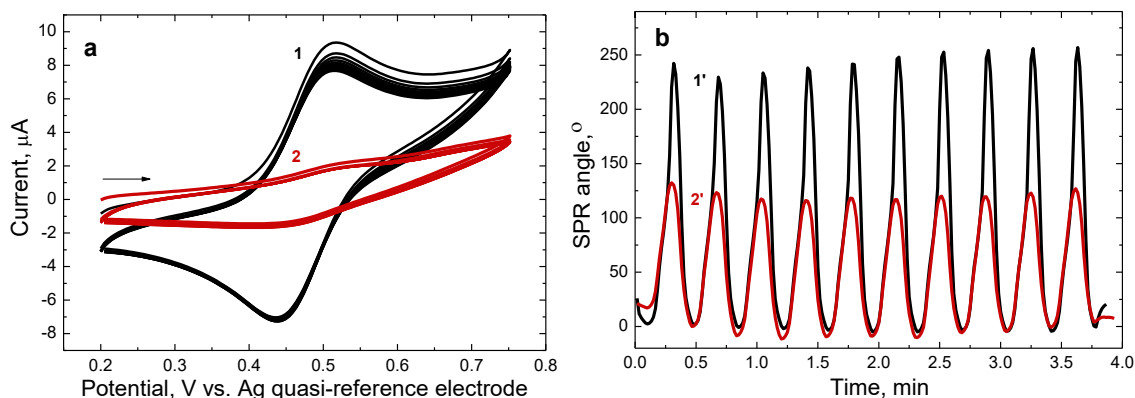 a
1
2
Current, μA
10
8
6
4
2
0
-2
-4
-6
-8
0.2 0.3 0.4 0.5 0.6 0.7 0.8
Potential, V vs. Ag quasi-reference electrode
b
1'
2'
SPR angle,°
250
200
150
100
50
0
0.0 0.5 1.0 1.5 2.0 2.5 3.0 3.5 4.0
Time, min